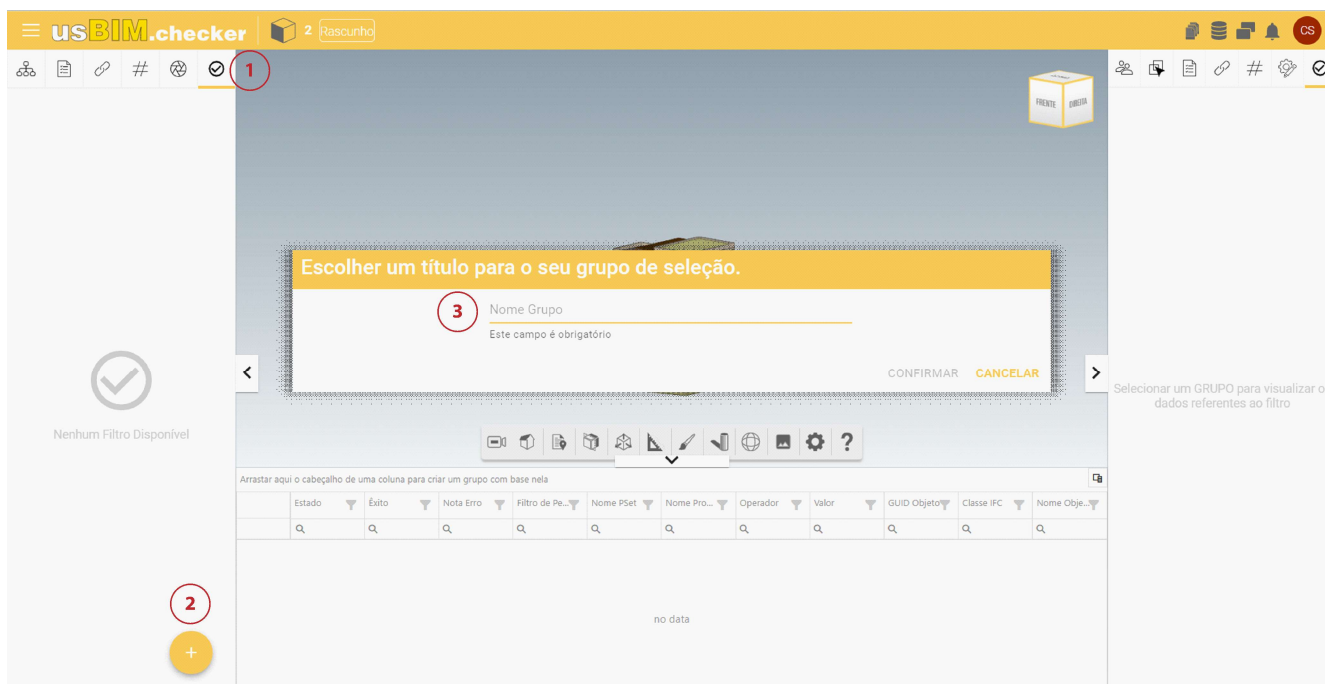 usBIM.checker 2 Rascunho CS
1
FRENTE DIREITA
Escolher um título para o seu grupo de seleção.
3 Nome Grupo
Este campo é obrigatório
CONFIRMAR CANCELAR
Nenhum Filtro Disponível
Selecionar um GRUPO para visualizar o
dados referentes ao filtro
?
Arrastar aqui o cabeçalho de uma coluna para criar um grupo com base nela
Estado Êxito Nota Erro Filtro de Pe... Nome PSet Nome Pro... Operador Valor GUID Objeto Classe IFC Nome Obje...
2
+
no data